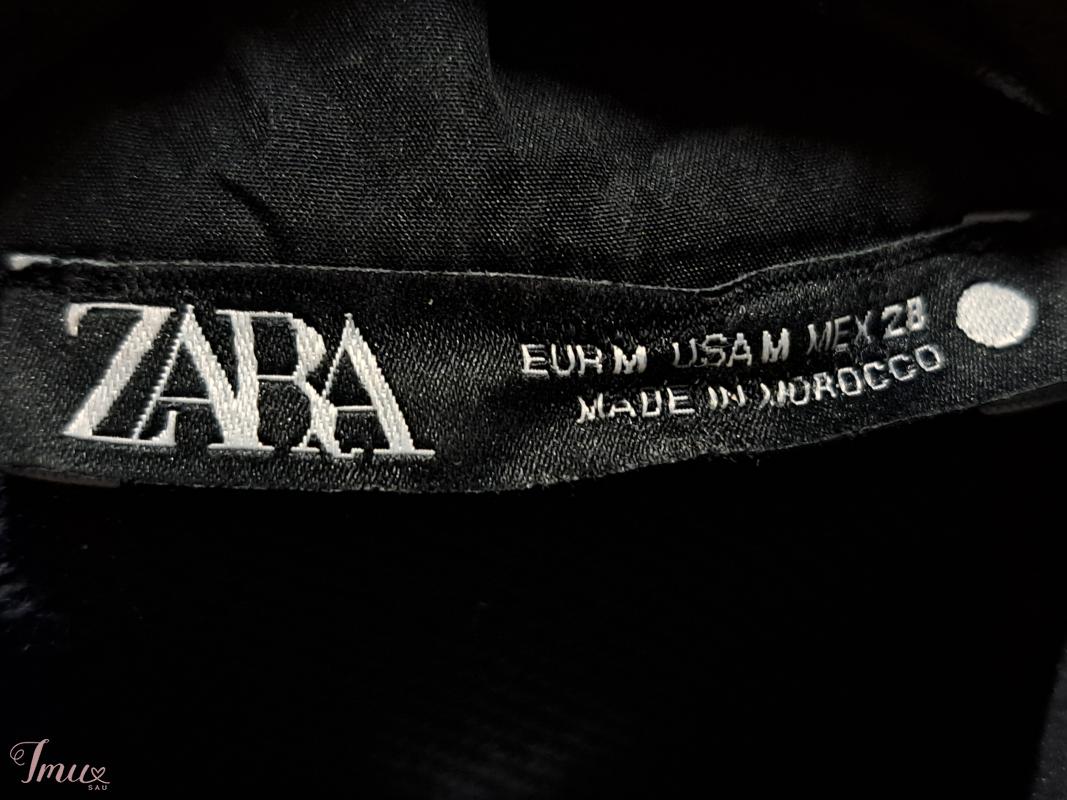 ZARA
EUR M USA M MEX 28
MADE IN MOROCCO
Imu
SAU